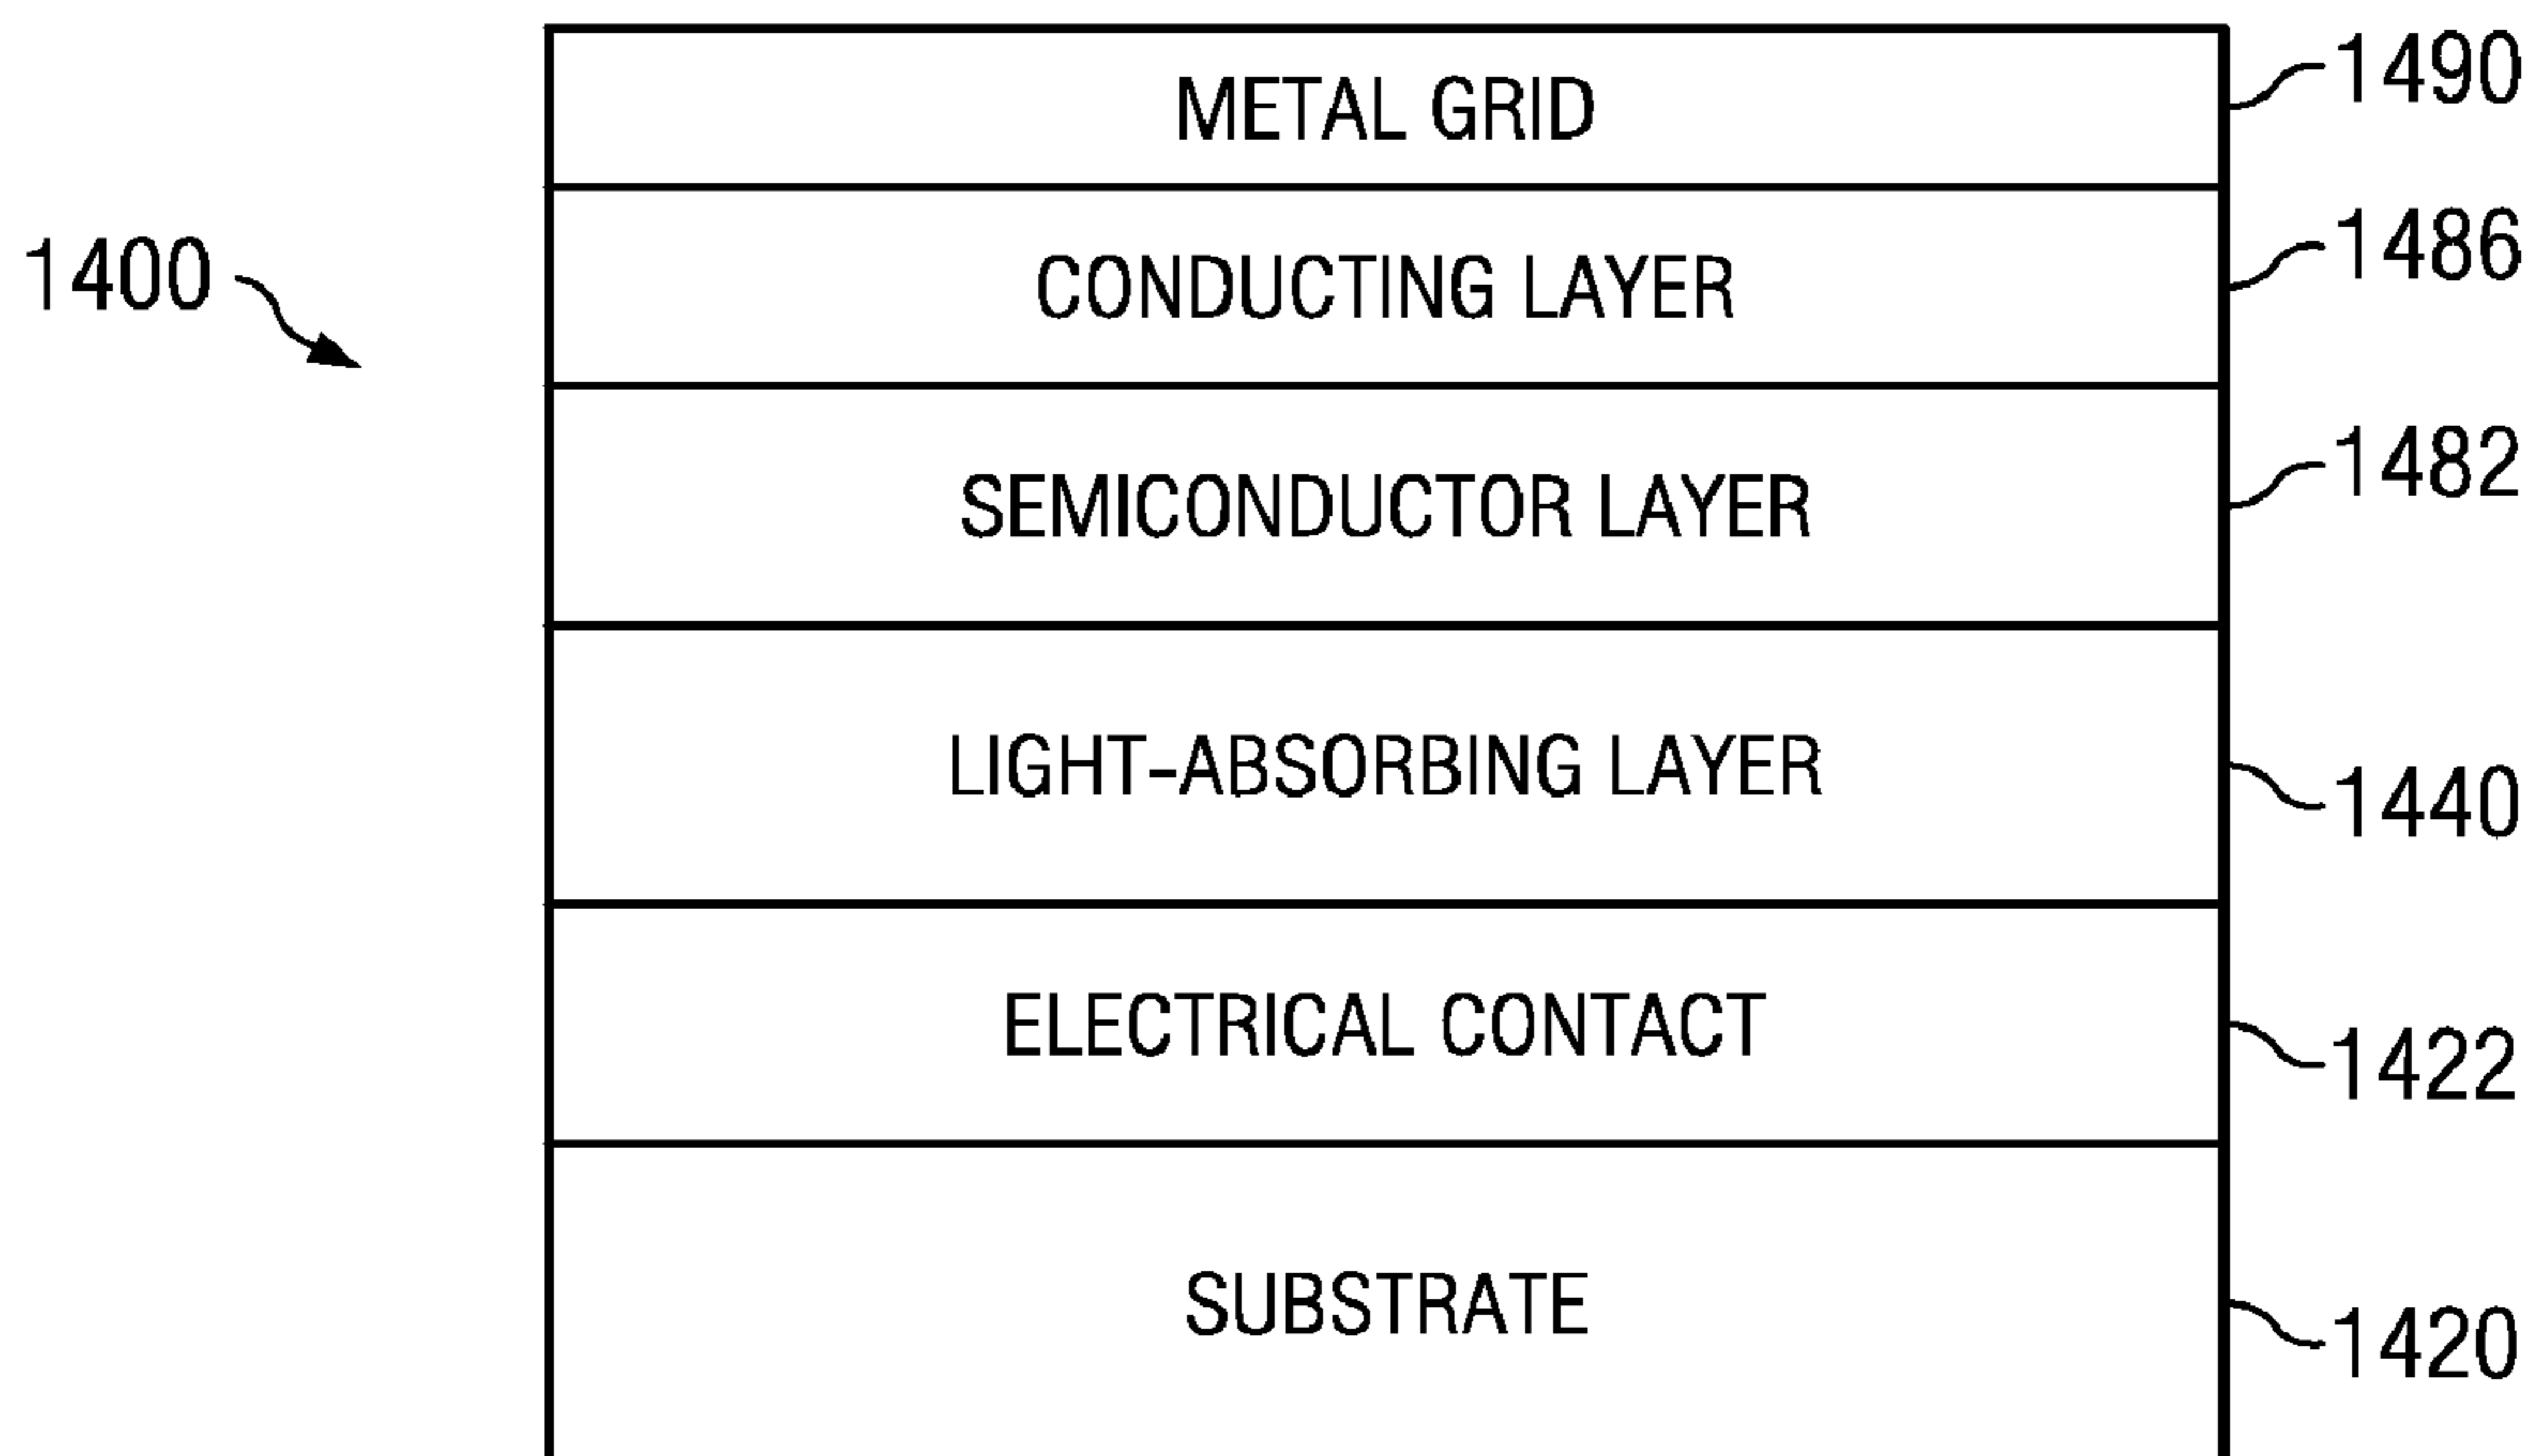 METAL GRID
1490
CONDUCTING LAYER
1486
1400
SEMICONDUCTOR LAYER
1482
LIGHT-ABSORBING LAYER
1440
ELECTRICAL CONTACT
1422
SUBSTRATE
1420